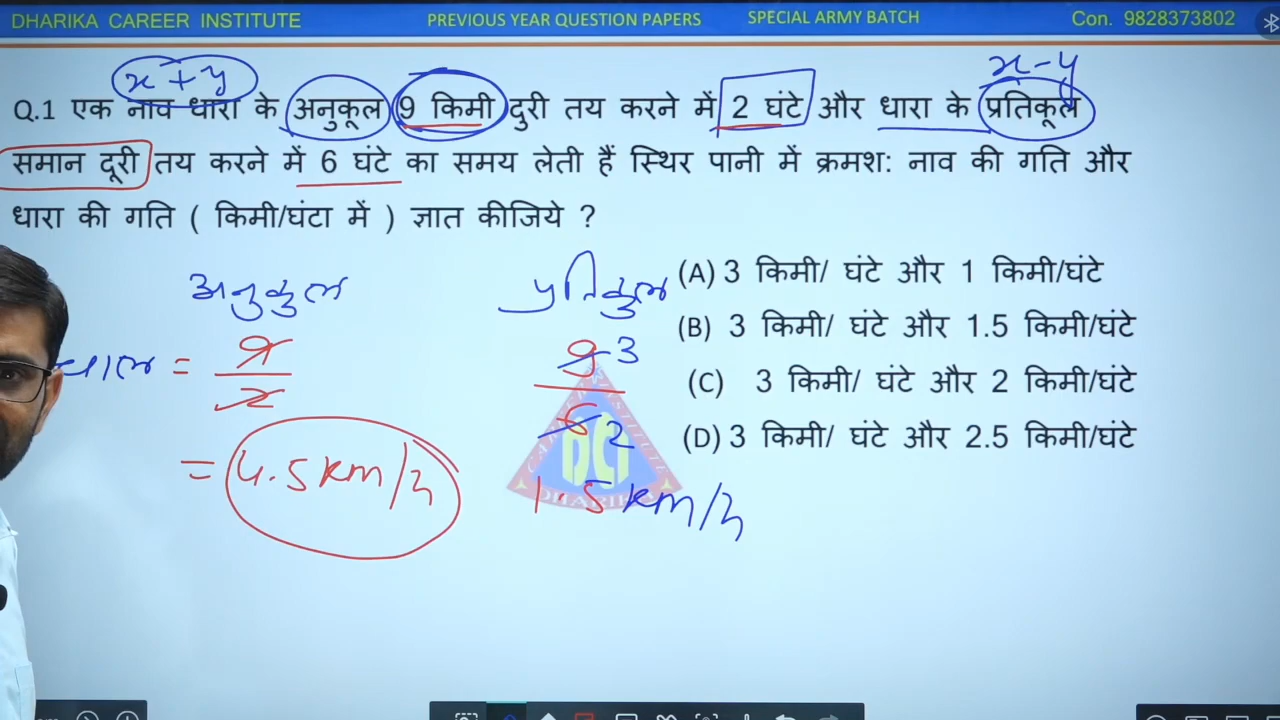 DHARIKA CAREER INSTITUTE PREVIOUS YEAR QUESTION PAPERS SPECIAL ARMY BATCH Con. 9828373802
x + y
x - y
Q.1 एक नाव धारा के अनुकूल 9 किमी दुरी तय करने में 2 घंटे और धारा के प्रतिकूल
समान दूरी तय करने में 6 घंटे का समय लेती हैं स्थिर पानी में क्रमश: नाव की गति और
धारा की गति ( किमी/घंटा में ) ज्ञात कीजिये ?
अनुकुल प्रतिकुल
(A) 3 किमी/ घंटे और 1 किमी/घंटे
(B) 3 किमी/ घंटे और 1.5 किमी/घंटे
(C) 3 किमी/ घंटे और 2 किमी/घंटे
(D) 3 किमी/ घंटे और 2.5 किमी/घंटे
चाल = 9 9 3
2 6 2
= 4.5 km/h 1.5 km/h
DCI
DHARIKA